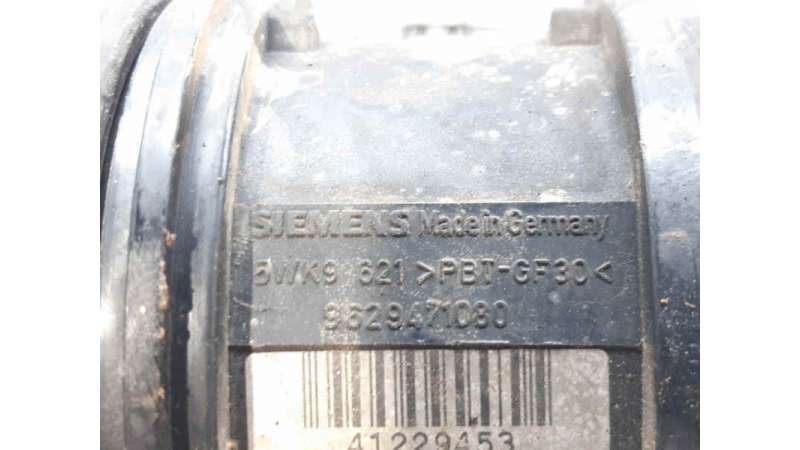 SIEMENS Made in Germany
5WK9 621 >PBT-GF30<
9629471080
41229453